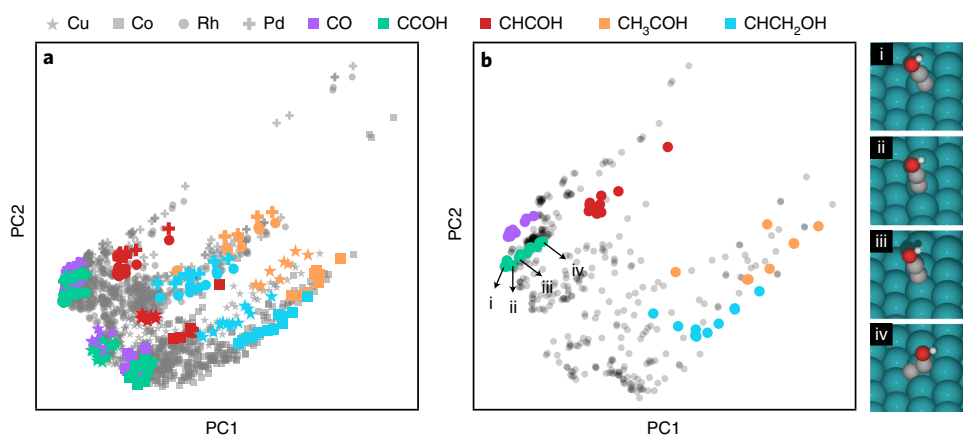 Cu Co Rh Pd CO CCOH CHCOH CH₃COH CHCH₂OH
a
b
PC2
PC1
PC2
PC1
i
ii
iii
iv
i
ii
iii
iv